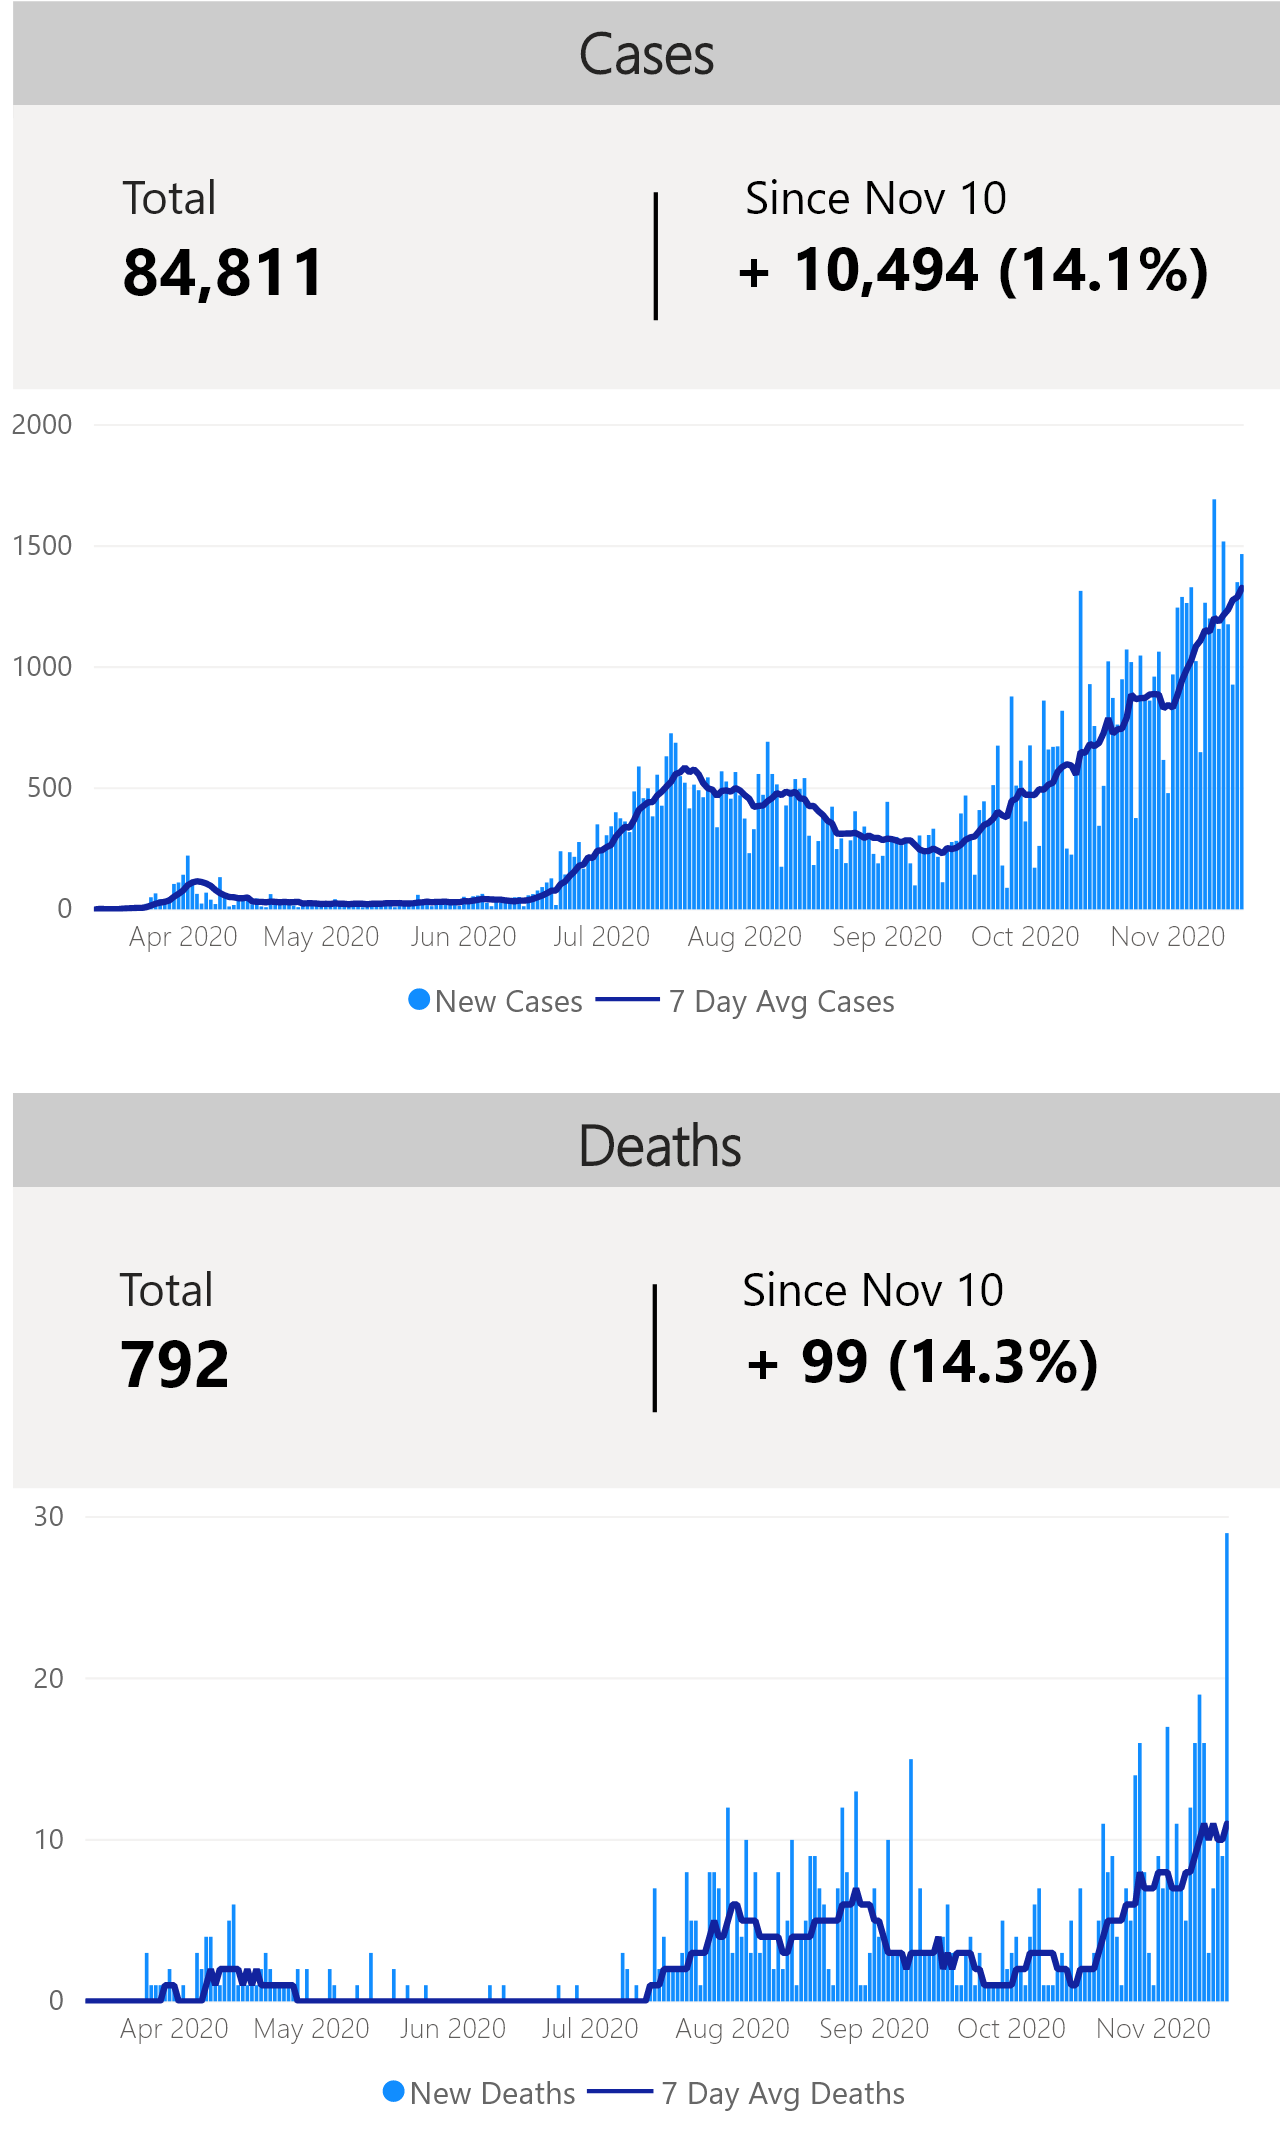 Cases
Total
Since Nov 10
84,811
+ 10,494 (14.1%)
2000
1500
1000
500
0
Apr 2020 May 2020 Jun 2020 Jul 2020 Aug 2020 Sep 2020 Oct 2020 Nov 2020
New Cases 7 Day Avg Cases
Deaths
Total
Since Nov 10
792
+ 99 (14.3%)
30
20
10
0
Apr 2020 May 2020 Jun 2020 Jul 2020 Aug 2020 Sep 2020 Oct 2020 Nov 2020
New Deaths 7 Day Avg Deaths